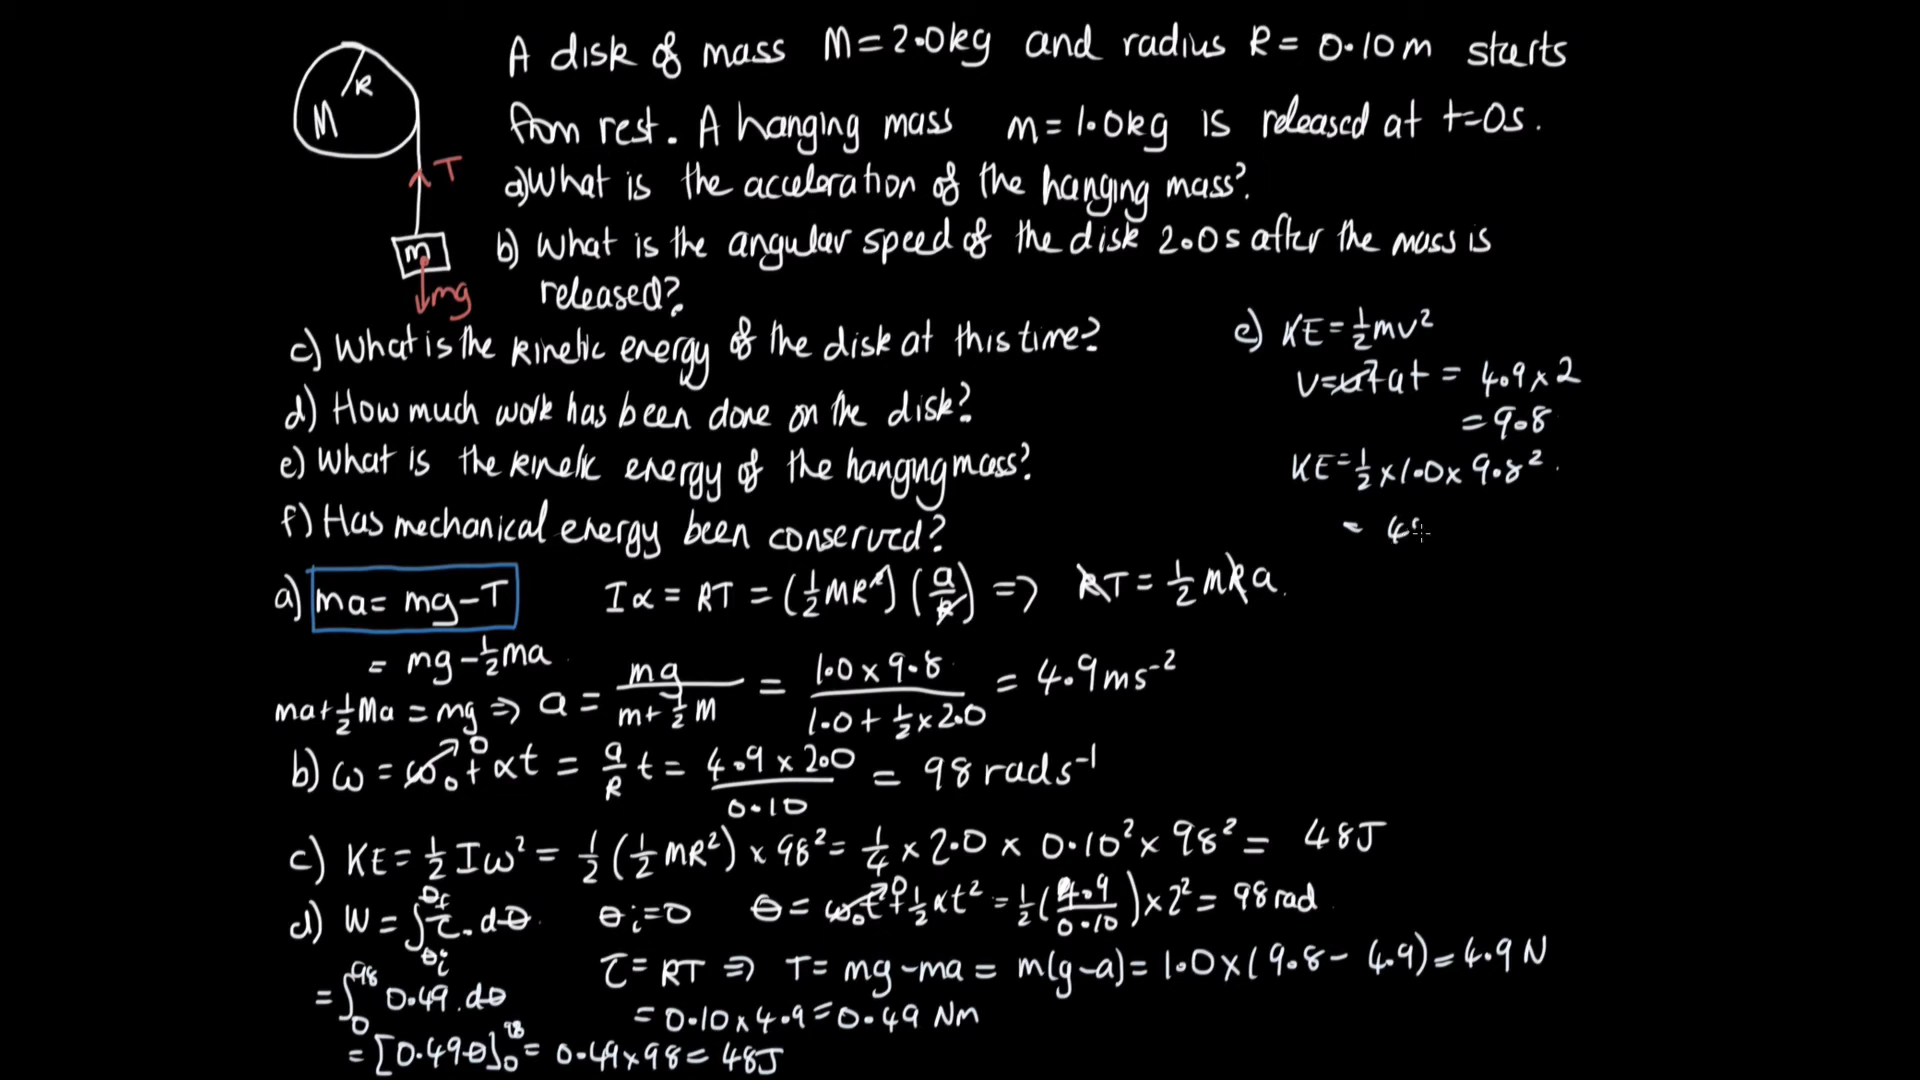 A disk of mass M = 2.0kg and radius R = 0.10m starts
from rest. A hanging mass m = 1.0kg is released at t=0s.
a) What is the acceleration of the hanging mass?
b) What is the angular speed of the disk 2.0s after the mass is
released?
c) What is the kinetic energy of the disk at this time?
d) How much work has been done on the disk?
e) What is the kinetic energy of the hanging mass?
f) Has mechanical energy been conserved?
M R
T
m
mg
a) ma = mg - T   Iα = RT = (½MR²)(a/R) => RT = ½MRa.
= mg - ½ma
ma + ½Ma = mg => a = mg/(m + ½M) = (1.0 x 9.8)/(1.0 + ½ x 2.0) = 4.9ms⁻²
b) ω = ω₀ + αt = a/R t = (4.9 x 2.0)/0.10 = 98 rads⁻¹
0
c) KE = ½Iω² = ½(½MR²) x 98² = ¼ x 2.0 x 0.10² x 98² = 48J
d) W = ∫θi^θf τ. dθ   θi = 0   θ = ω₀t + ½αt² = ½(4.9/0.10) x 2² = 98 rad
0
τ = RT => T = mg - ma = m(g-a) = 1.0 x (9.8 - 4.9) = 4.9 N
= ∫₀⁹⁸ 0.49. dθ   = 0.10 x 4.9 = 0.49 Nm
= [0.49θ]₀⁹⁸ = 0.49 x 98 = 48J
e) KE = ½mv²
v = u + at = 4.9 x 2
= 9.8
KE = ½ x 1.0 x 9.8²
= 4